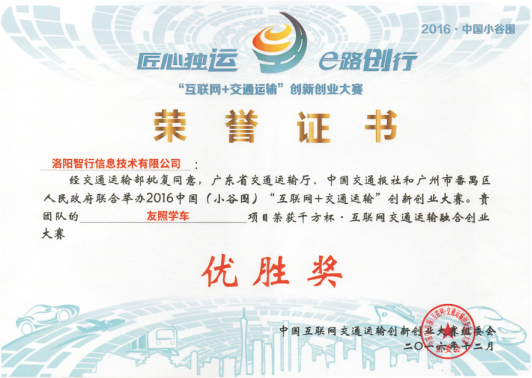 2016·中国小谷围
匠心独运 e路创行
“互联网+交通运输”创新创业大赛
荣誉证书
洛阳智行信息技术有限公司:
经交通运输部批复同意，广东省交通运输厅、中国交通报社和广州市番禺区
人民政府联合举办2016中国（小谷围）“互联网+交通运输”创新创业大赛。贵
团队的 友照学车 项目荣获千方杯·互联网交通运输融合创业
大赛
优胜奖
中国互联网交通运输创新创业大赛组委会
二〇一六年十二月